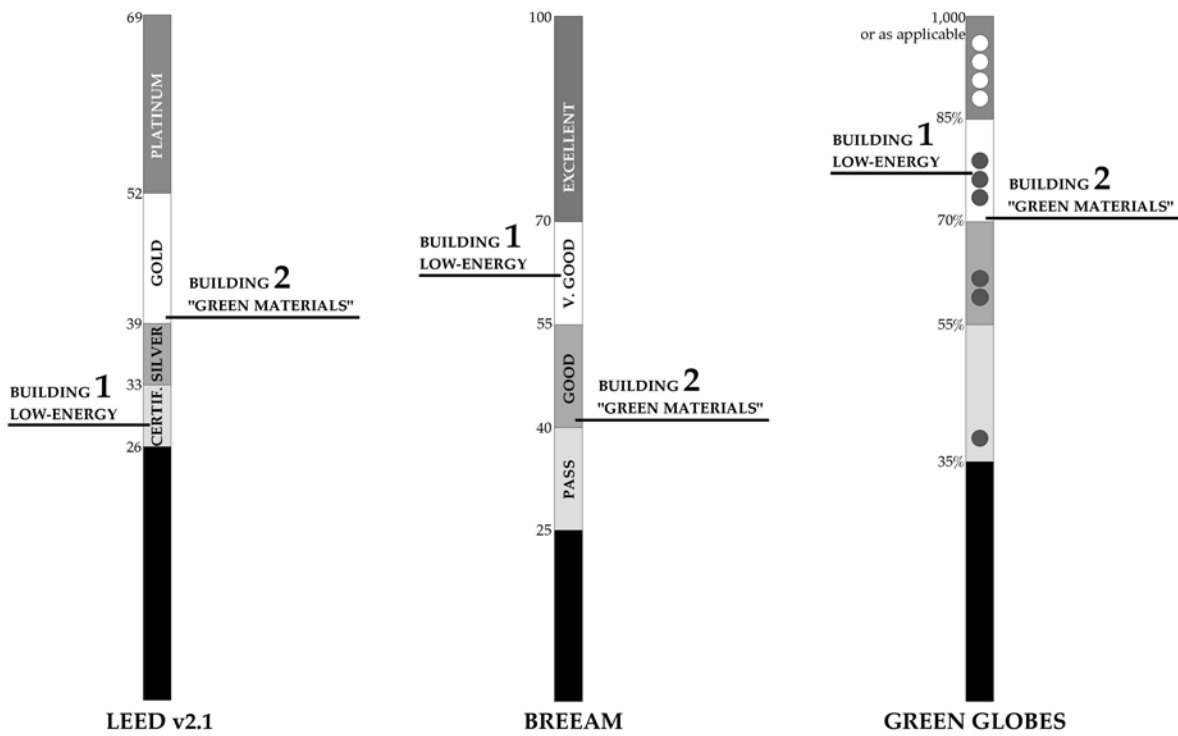 69
PLATINUM
52
GOLD
BUILDING 2
"GREEN MATERIALS"
39
SILVER
33
BUILDING 1
LOW-ENERGY
CERTIF.
26
LEED v2.1
100
EXCELLENT
70
BUILDING 1
LOW-ENERGY
V. GOOD
55
GOOD
BUILDING 2
"GREEN MATERIALS"
40
PASS
25
BREEAM
1,000
or as applicable
85%
BUILDING 1
LOW-ENERGY
BUILDING 2
"GREEN MATERIALS"
70%
55%
35%
GREEN GLOBES